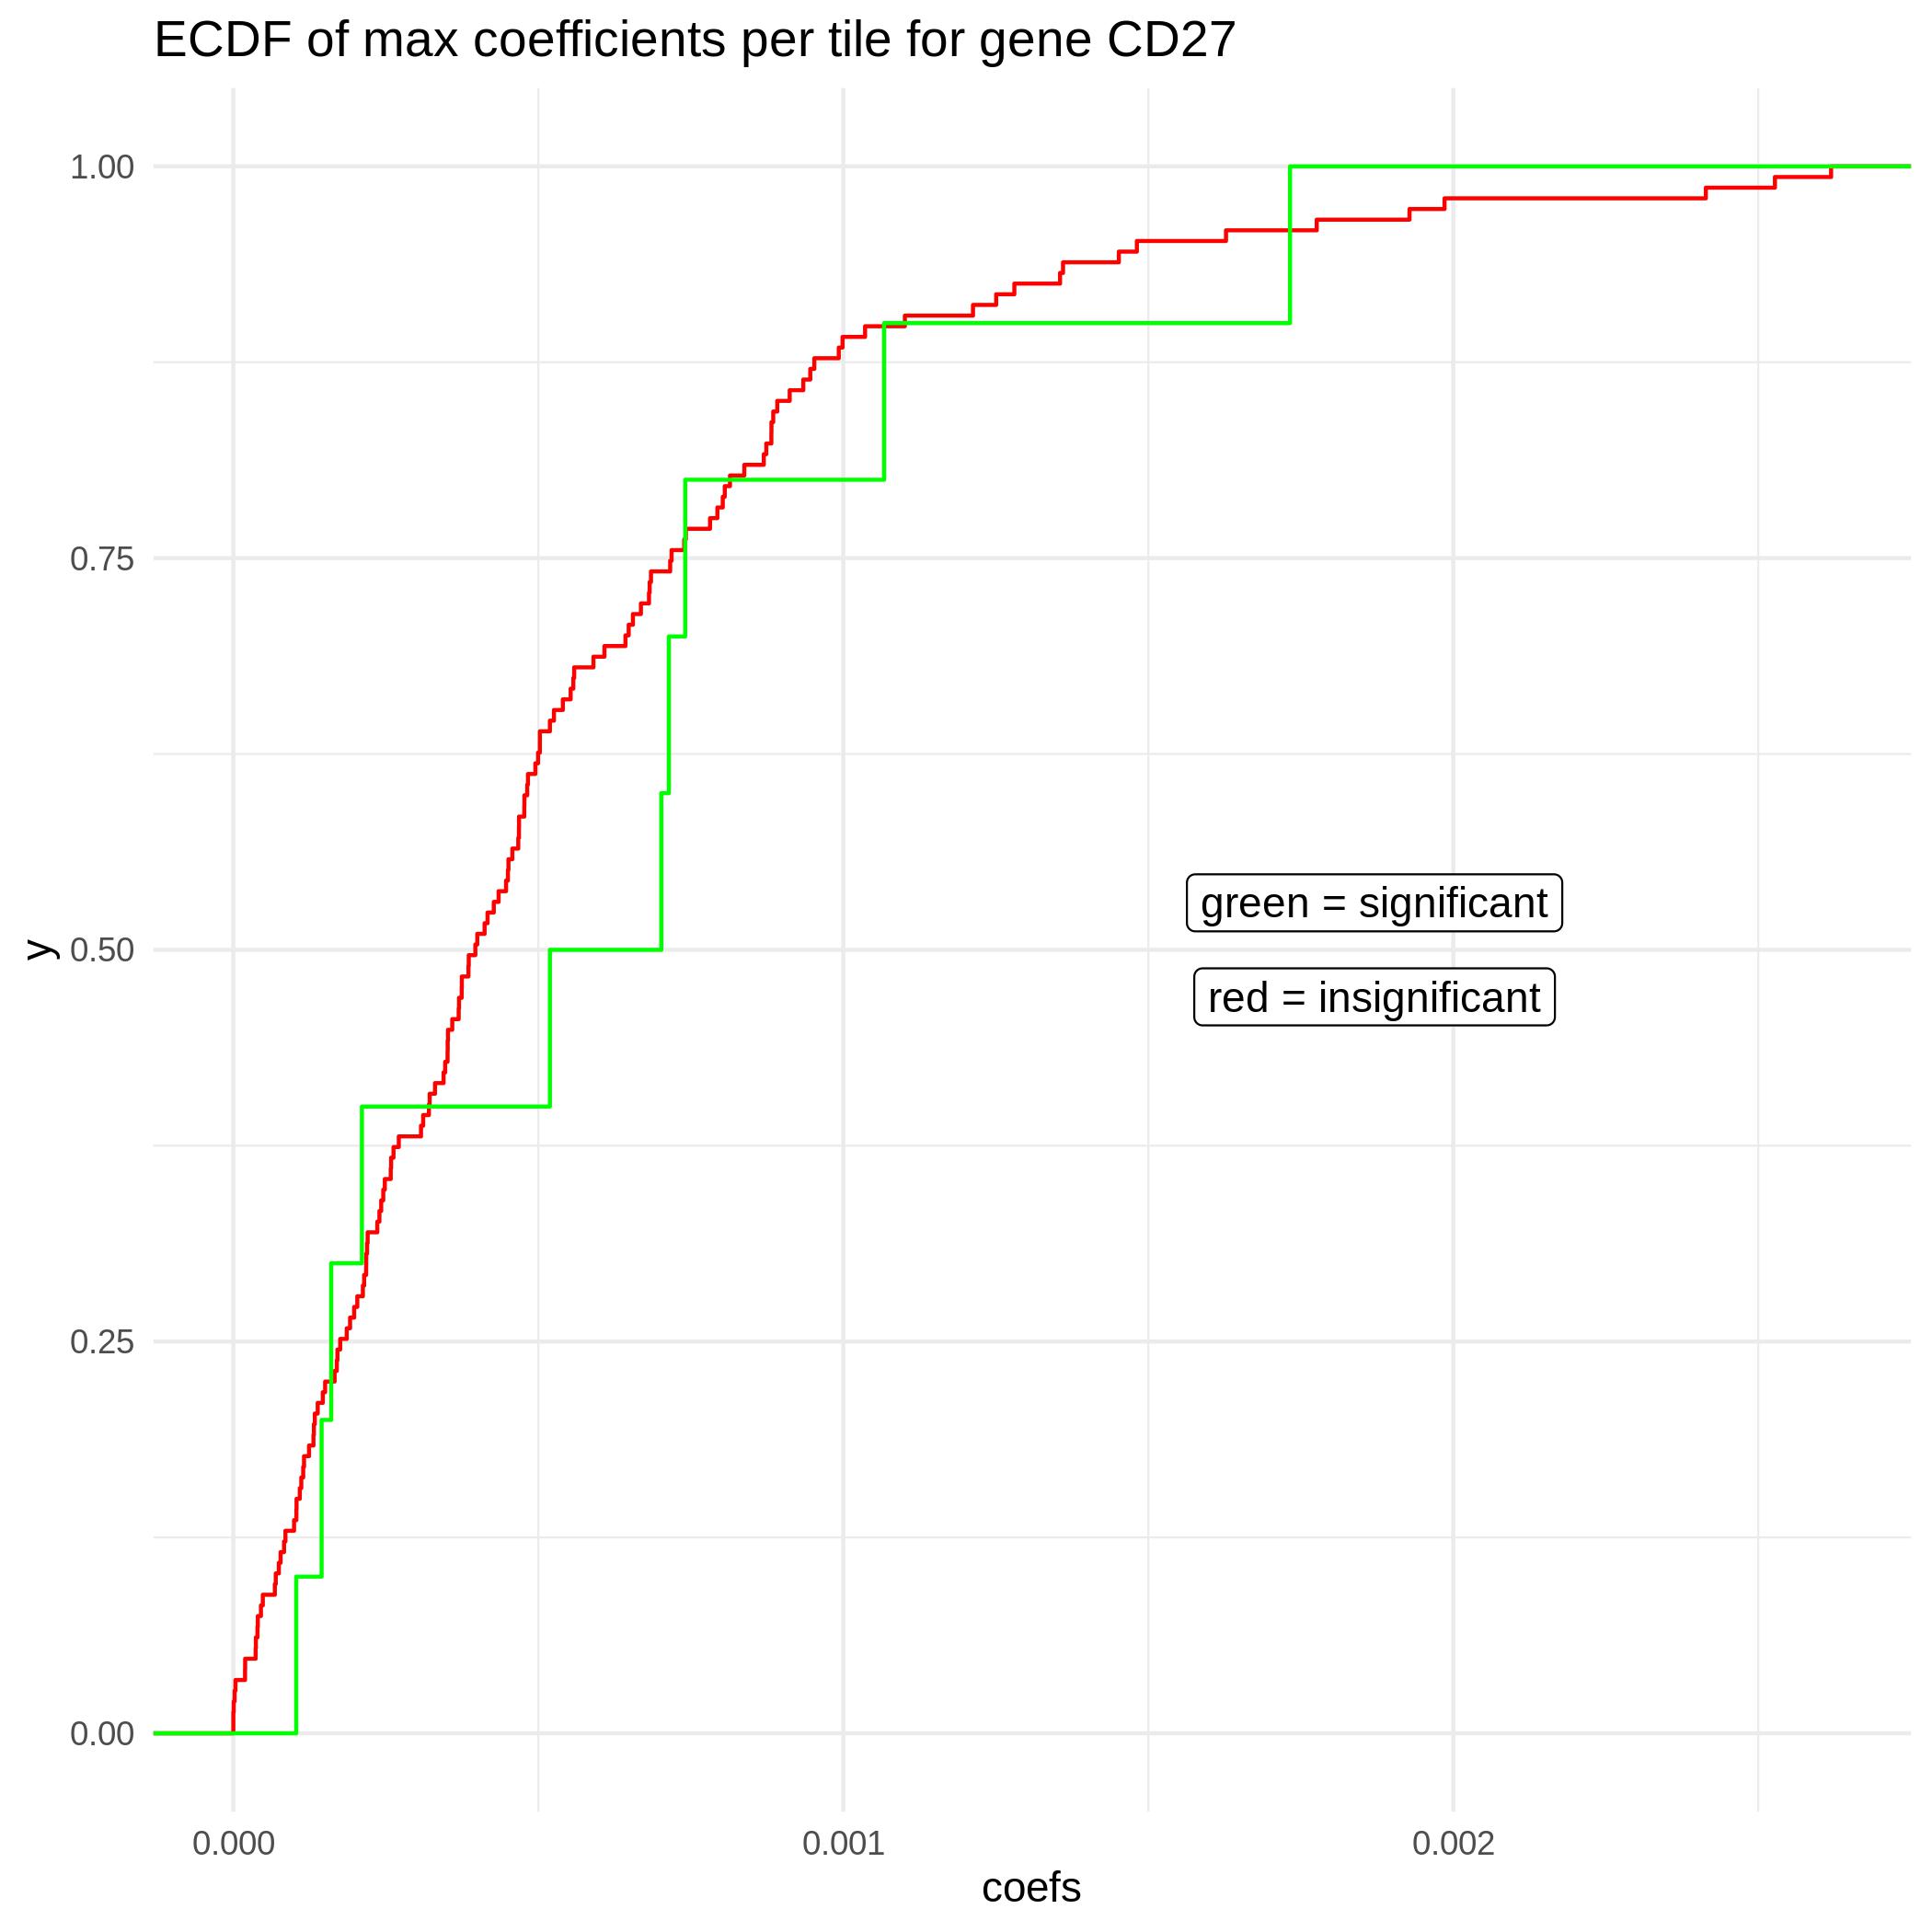 ECDF of max coefficients per tile for gene CD27
1.00
0.75
0.50
0.25
0.00
y
green = significant
red = insignificant
0.000
0.001
0.002
coefs